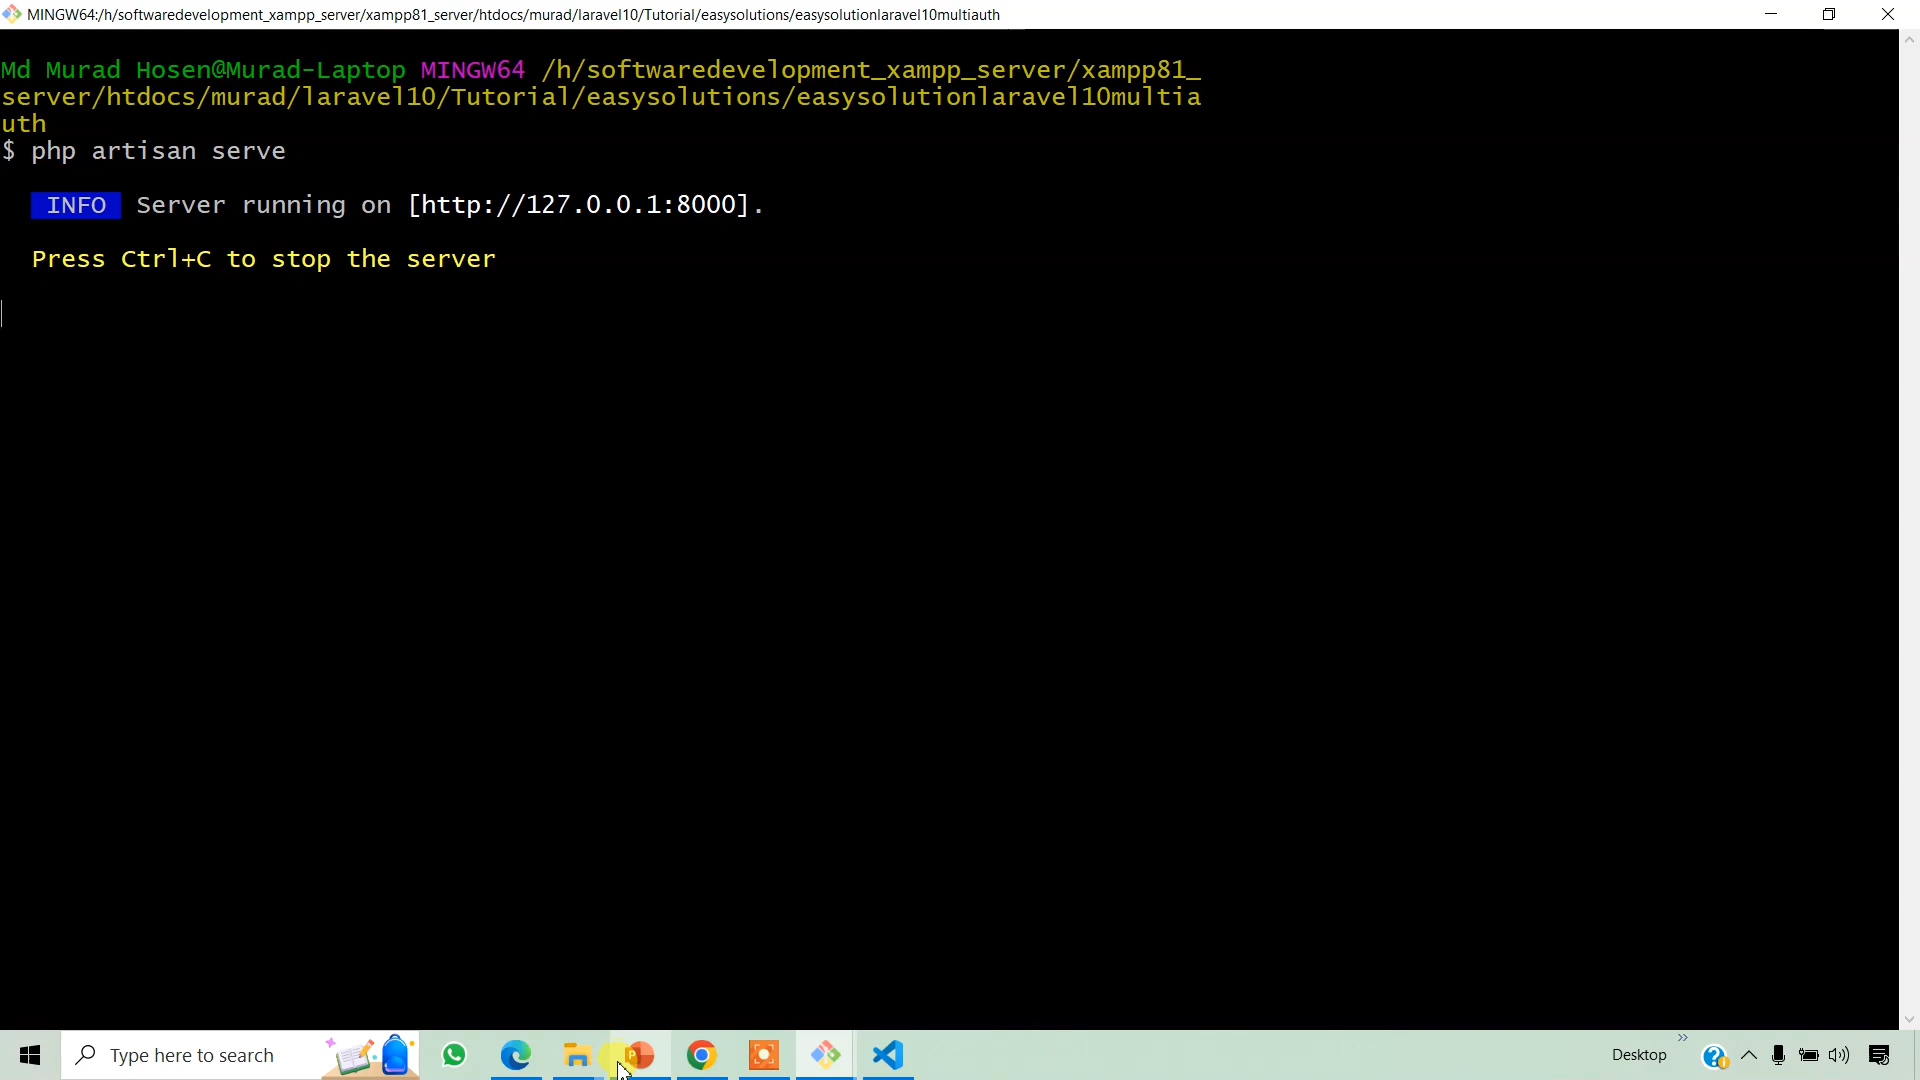 MINGW64:/h/softwaredevelopment_xampp_server/xampp81_server/htdocs/murad/laravel10/Tutorial/easysolutions/easysolutionlaravel10multiauth
Md Murad Hosen@Murad-Laptop MINGW64 /h/softwaredevelopment_xampp_server/xampp81_
server/htdocs/murad/laravel10/Tutorial/easysolutions/easysolutionlaravel10multia
uth
$ php artisan serve
INFO Server running on [http://127.0.0.1:8000].
Press Ctrl+C to stop the server
Type here to search
Desktop